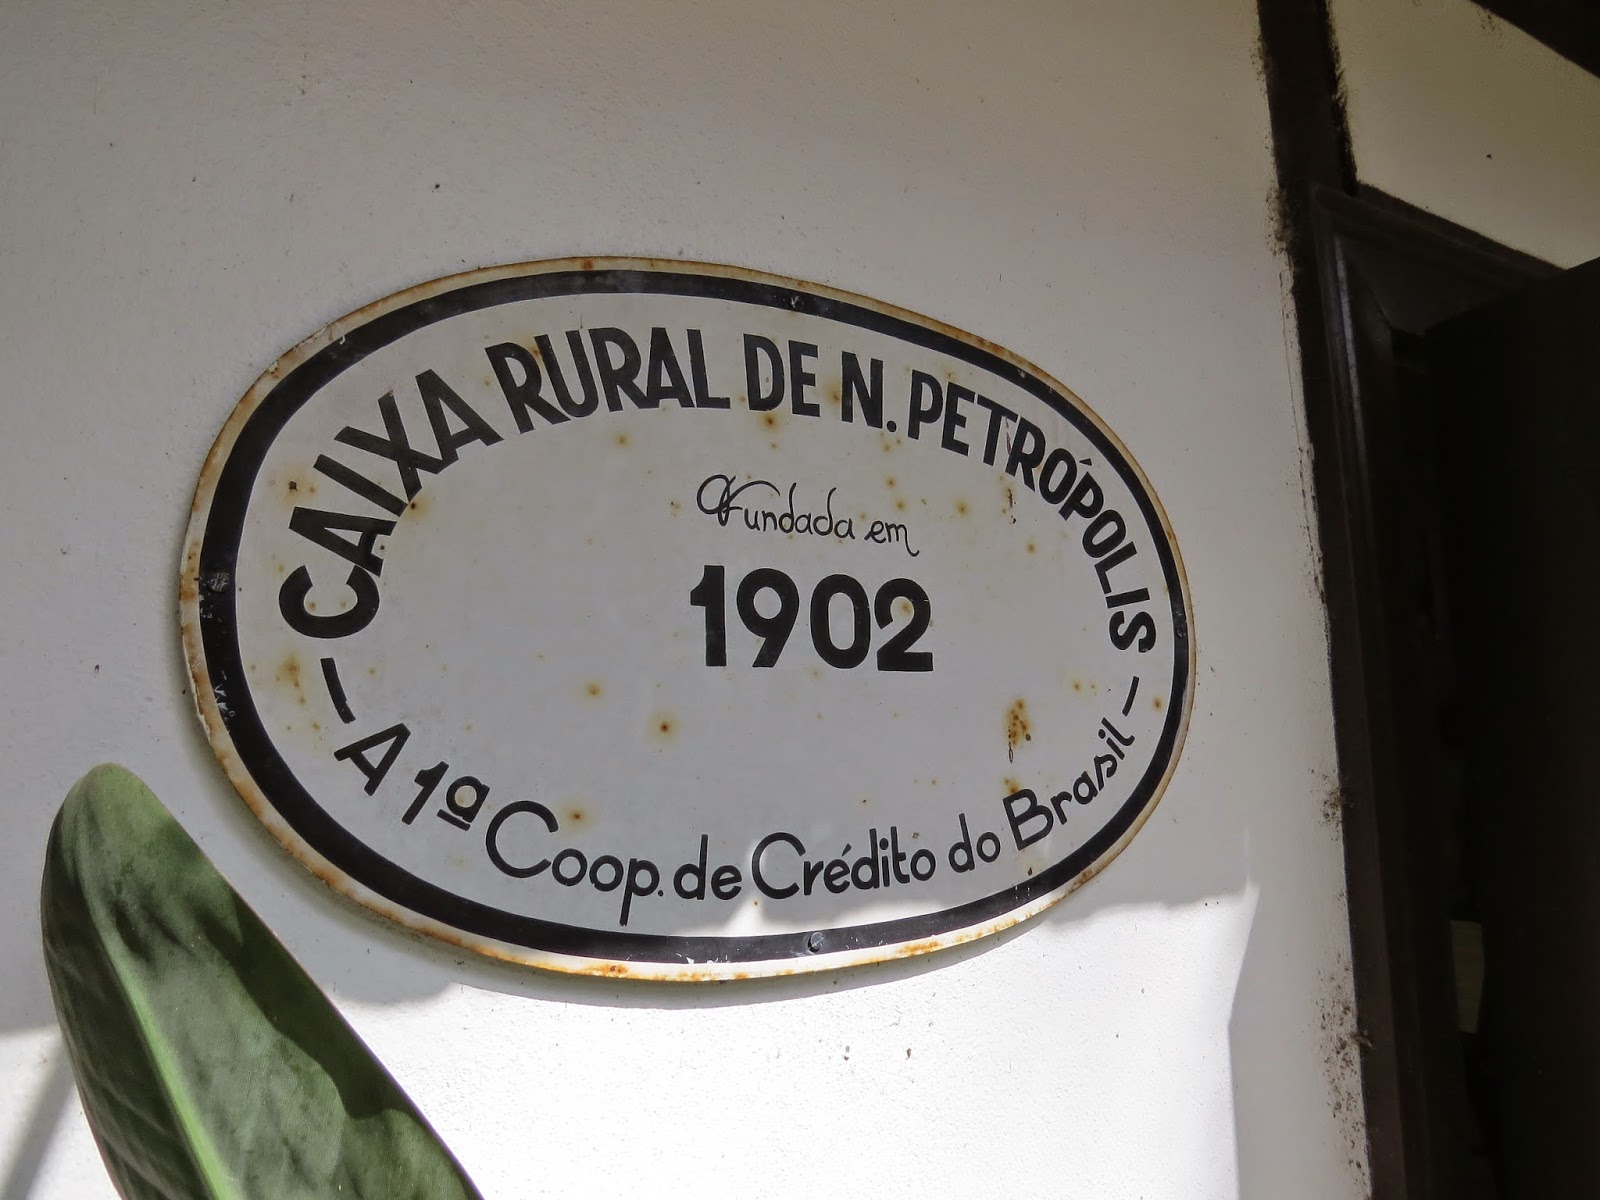 CAIXA RURAL DE N. PETRÓPOLIS
Fundada em
1902
— A 1ª Coop. de Crédito do Brasil —